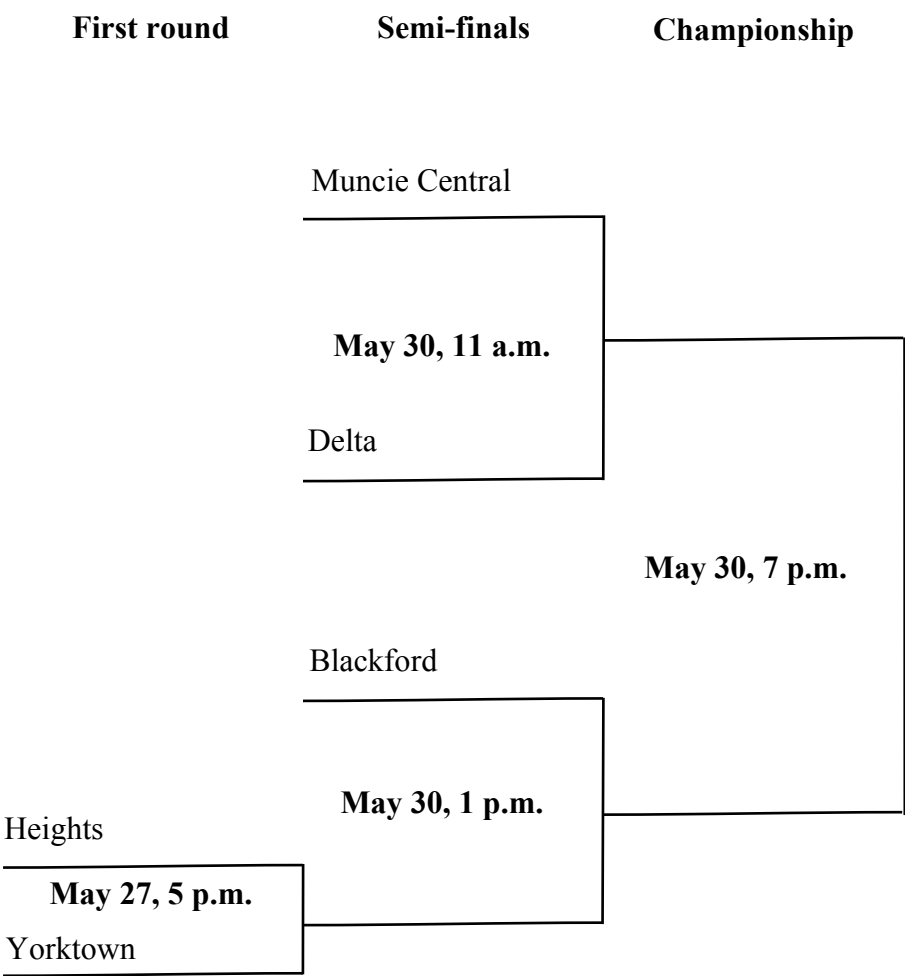 First round Semi-finals Championship
Muncie Central
May 30, 11 a.m.
Delta
May 30, 7 p.m.
Blackford
May 30, 1 p.m.
Heights
May 27, 5 p.m.
Yorktown